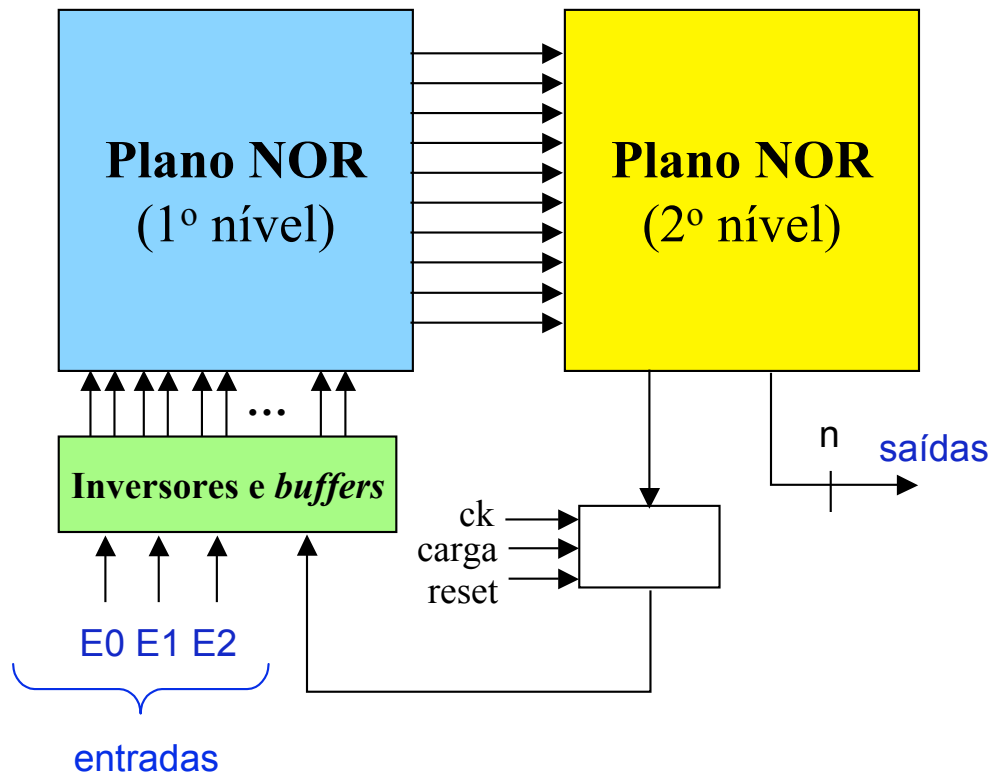 Plano NOR
(1º nível)
Plano NOR
(2º nível)
...
Inversores e buffers
n
saídas
ck
carga
reset
E0 E1 E2
entradas